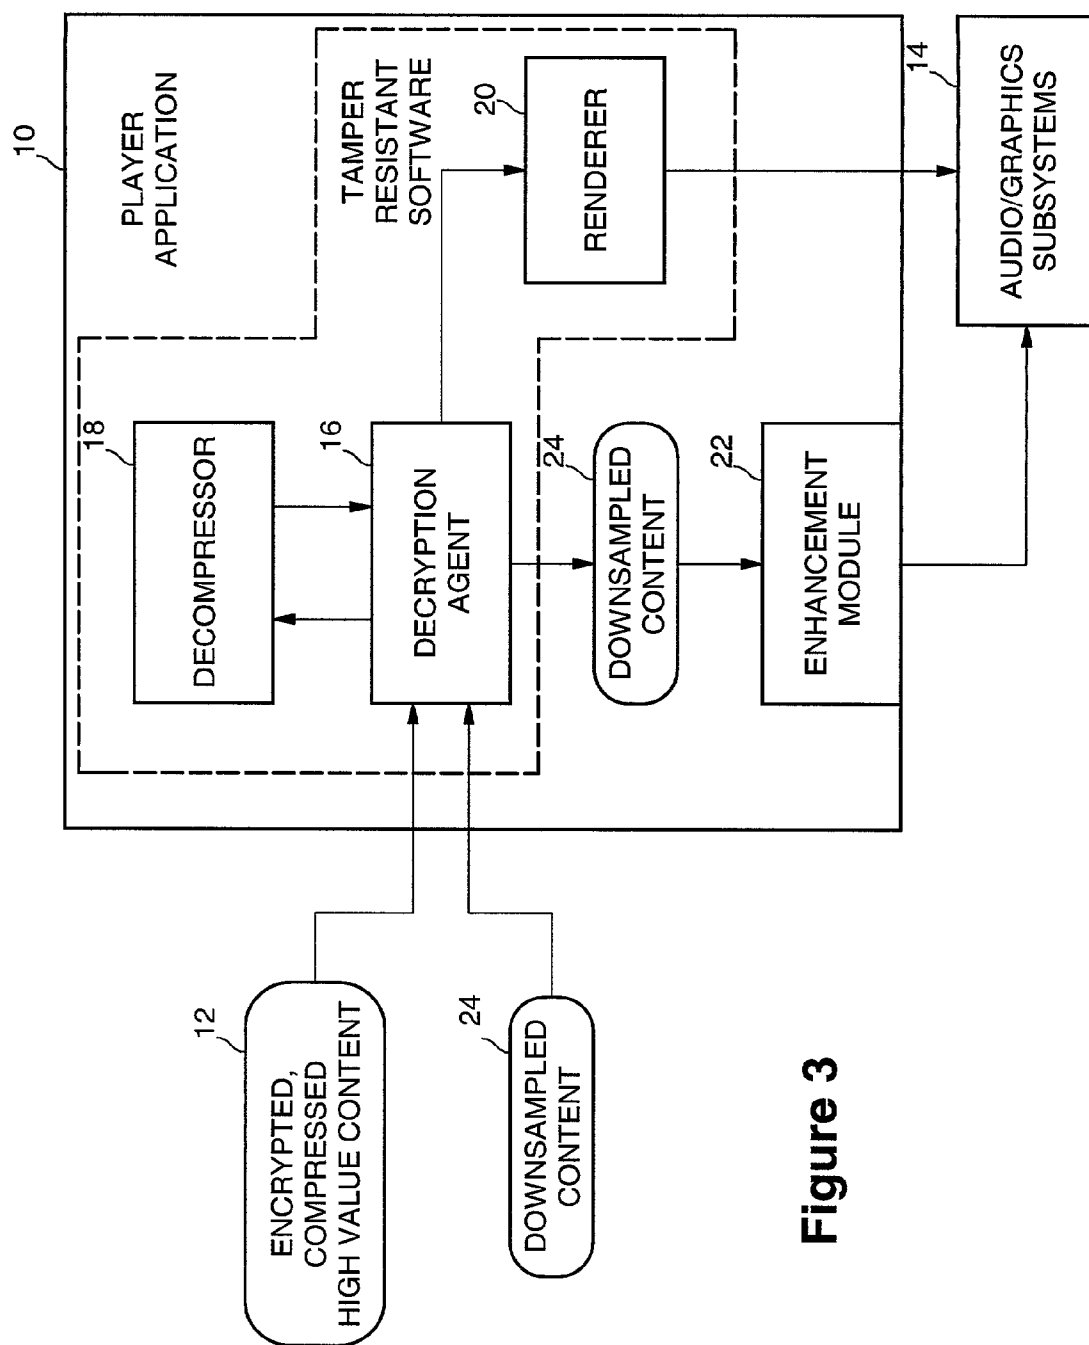 10
PLAYER
APPLICATION
TAMPER
RESISTANT
SOFTWARE
18
DECOMPRESSOR
16
DECRYPTION
AGENT
20
RENDERER
24
DOWNSAMPLED
CONTENT
22
ENHANCEMENT
MODULE
14
AUDIO/GRAPHICS
SUBSYSTEMS
12
ENCRYPTED,
COMPRESSED
HIGH VALUE CONTENT
24
DOWNSAMPLED
CONTENT
Figure 3